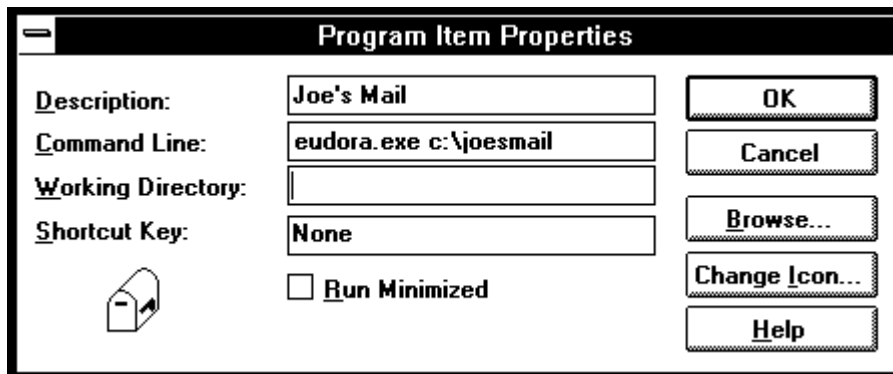 Program Item Properties
Description: Joe's Mail
Command Line: eudora.exe c:\joesmail
Working Directory:
Shortcut Key: None
Run Minimized
OK
Cancel
Browse...
Change Icon...
Help